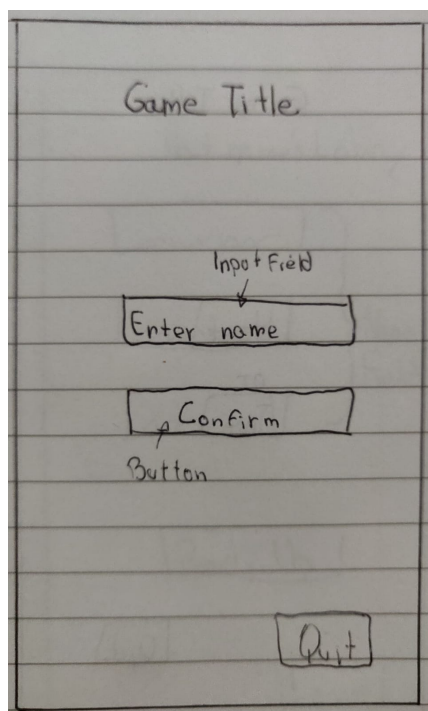 Game Title
Input Field
Enter name
Confirm
Button
Quit